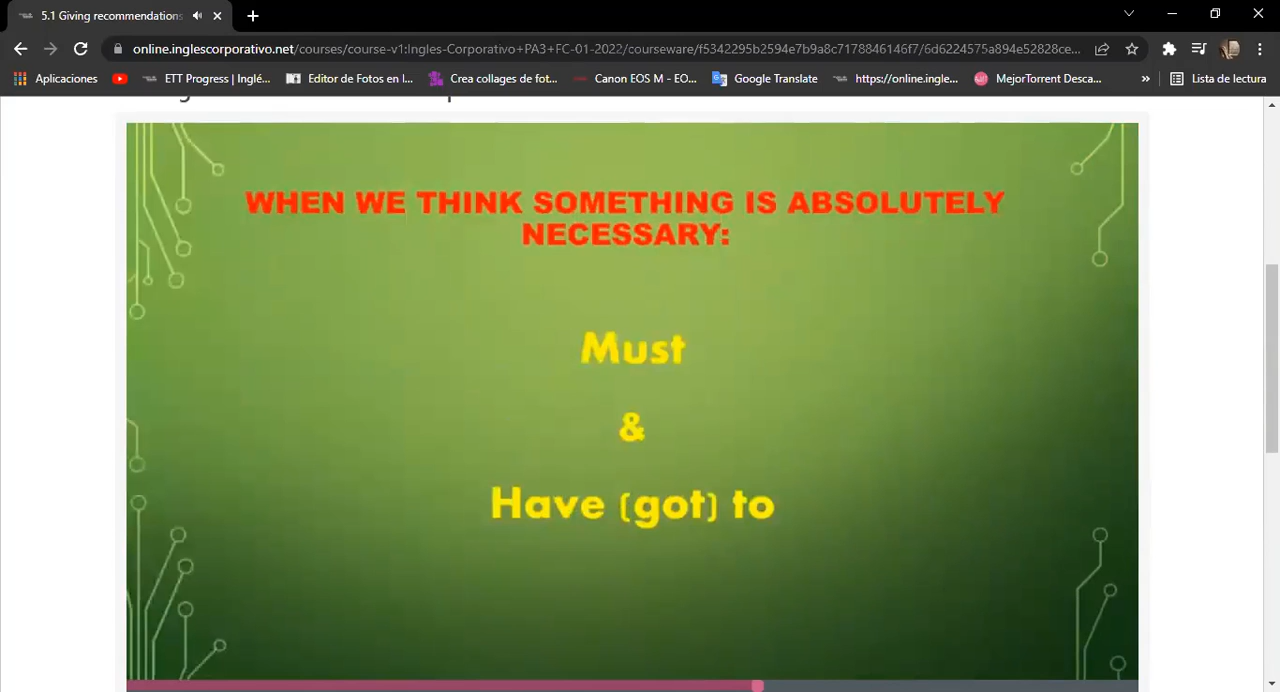 5.1 Giving recommendations
online.inglescorporativo.net/courses/course-v1:Ingles-Corporativo+PA3+FC-01-2022/courseware/f5342295b2594e7b9a8c7178846146f7/6d6224575a894e52828ce...
Aplicaciones
ETT Progress | Inglé...
Editor de Fotos en l...
Crea collages de fot...
Canon EOS M - EO...
Google Translate
https://online.ingle...
MejorTorrent Desca...
»
Lista de lectura
WHEN WE THINK SOMETHING IS ABSOLUTELY
NECESSARY:
Must
&
Have (got) to